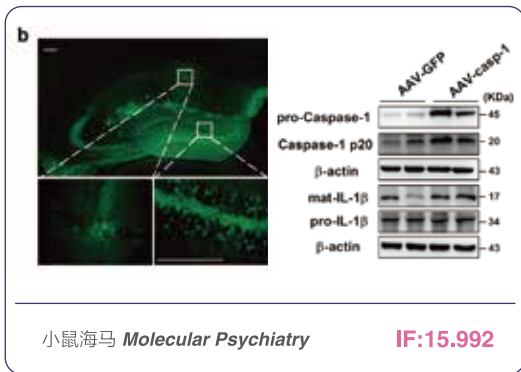 b
AAV-GFP
AAV-casp-1
(KDa)
pro-Caspase-1
45
Caspase-1 p20
20
β-actin
43
mat-IL-1β
17
pro-IL-1β
34
β-actin
43
小鼠海马 Molecular Psychiatry
IF:15.992